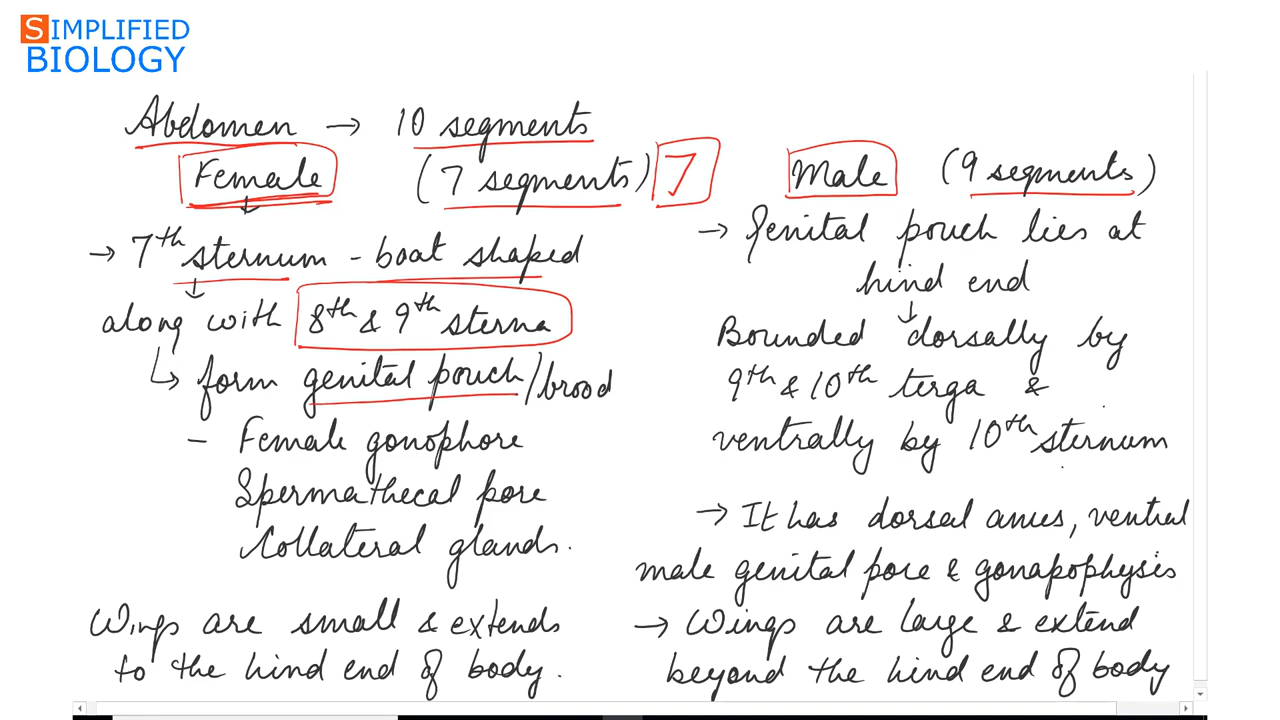 SIMPLIFIED
BIOLOGY
Abdomen → 10 segments
Female (7 segments) 7
→ 7th sternum - boat shaped
along with 8th & 9th sterna
↳ form genital pouch/brood
- Female gonophore
Spermathecal pore
Collateral glands.
Wings are small & extends
to the hind end of body.
Male (9 segments)
→ Genital pouch lies at
hind end
Bounded dorsally by
9th & 10th terga &
ventrally by 10th sternum
→ It has dorsal anus, ventral
male genital pore & gonapophysis
→ Wings are large & extend
beyond the hind end of body